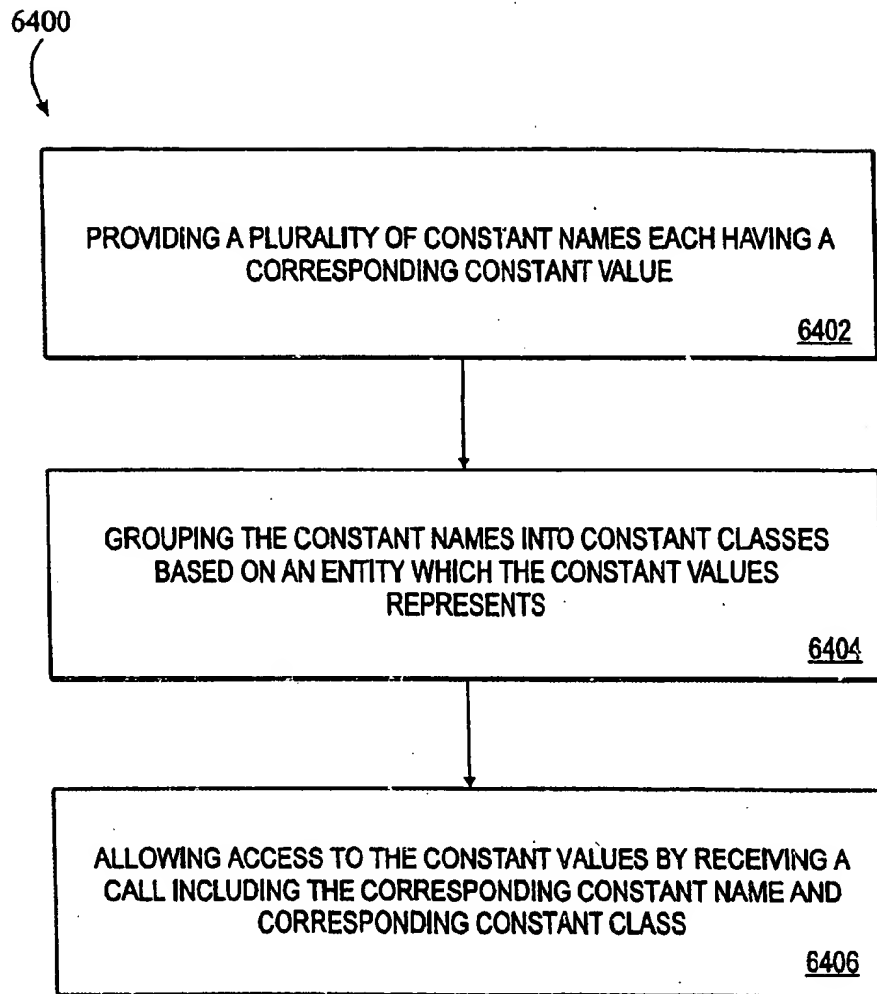 6400
PROVIDING A PLURALITY OF CONSTANT NAMES EACH HAVING A
CORRESPONDING CONSTANT VALUE
6402
GROUPING THE CONSTANT NAMES INTO CONSTANT CLASSES
BASED ON AN ENTITY WHICH THE CONSTANT VALUES
REPRESENTS
6404
ALLOWING ACCESS TO THE CONSTANT VALUES BY RECEIVING A
CALL INCLUDING THE CORRESPONDING CONSTANT NAME AND
CORRESPONDING CONSTANT CLASS
6406